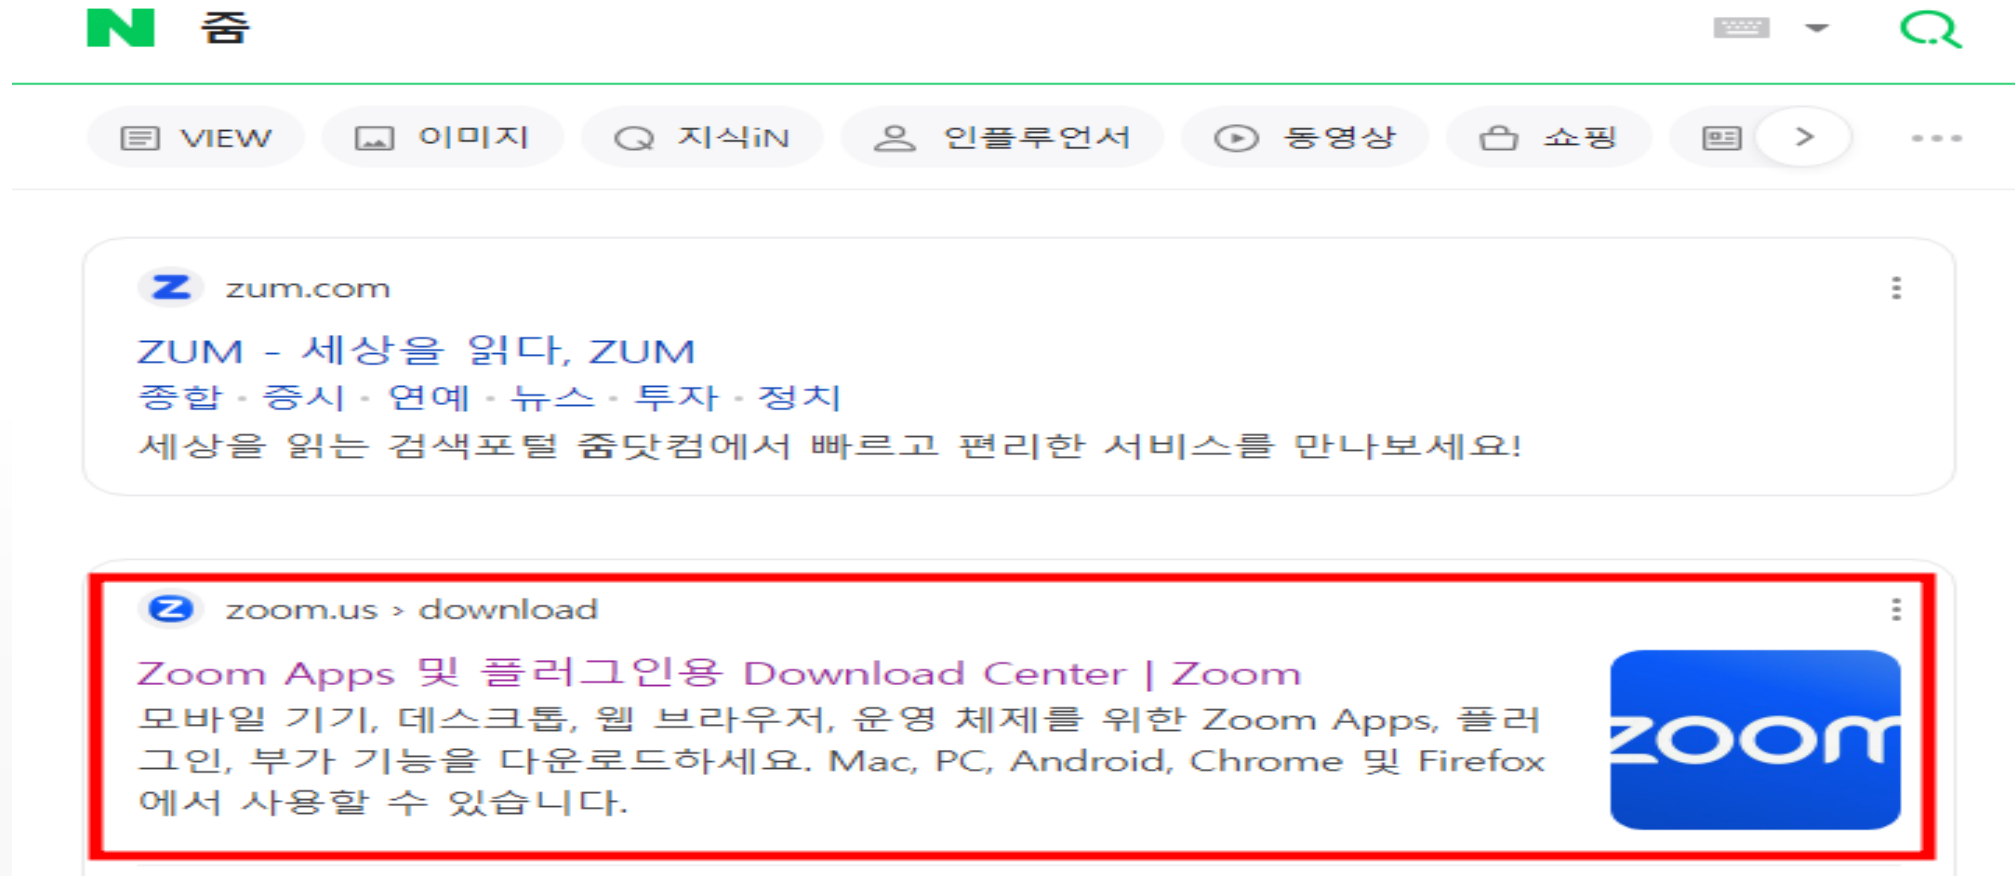 N 줌
VIEW 이미지 지식iN 인플루언서 동영상 쇼핑
zum.com
ZUM - 세상을 읽다, ZUM
종합 · 증시 · 연예 · 뉴스 · 투자 · 정치
세상을 읽는 검색포털 줌닷컴에서 빠르고 편리한 서비스를 만나보세요!
zoom.us › download
Zoom Apps 및 플러그인용 Download Center | Zoom
모바일 기기, 데스크톱, 웹 브라우저, 운영 체제를 위한 Zoom Apps, 플러
그인, 부가 기능을 다운로드하세요. Mac, PC, Android, Chrome 및 Firefox
에서 사용할 수 있습니다.
zoom